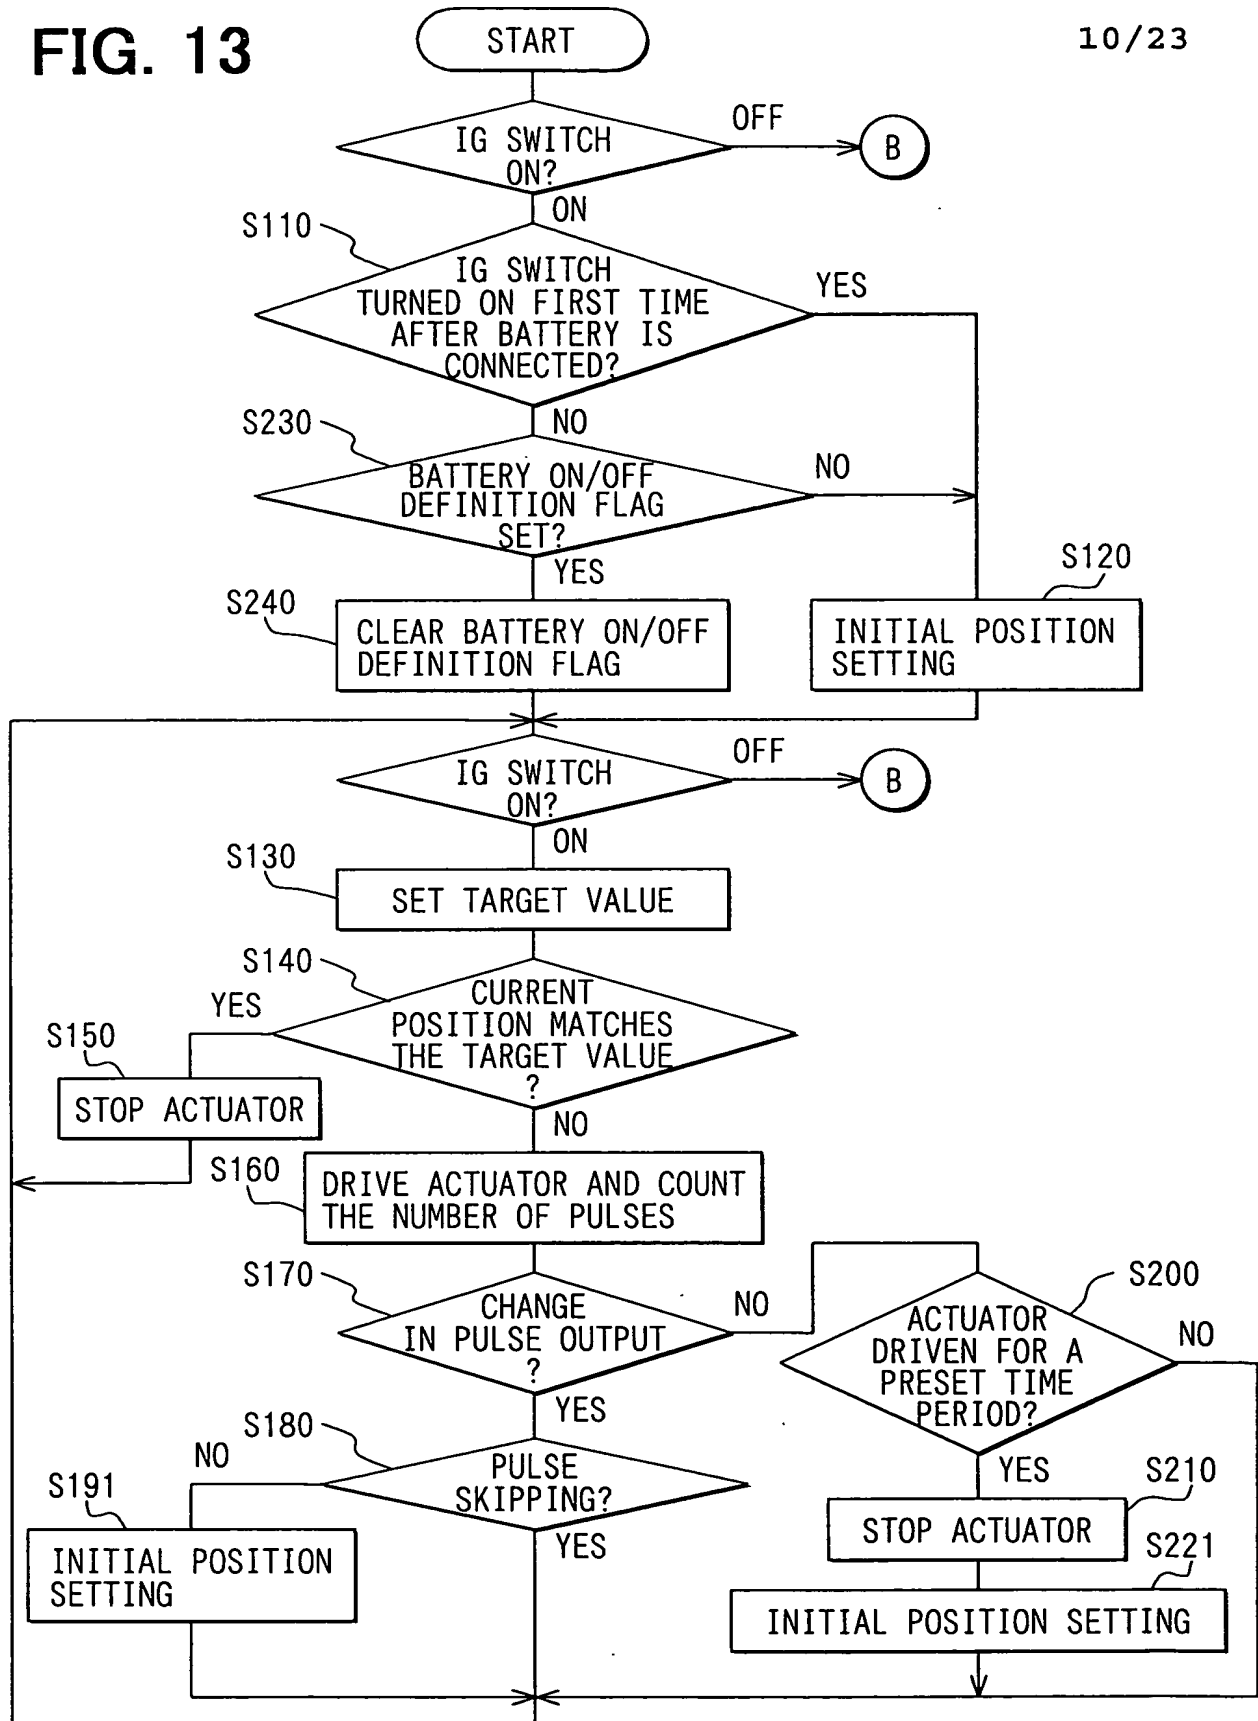 FIG. 13
10/23
START
IG SWITCH
ON?
OFF
B
ON
S110
IG SWITCH
TURNED ON FIRST TIME
AFTER BATTERY IS
CONNECTED?
YES
NO
S230
BATTERY ON/OFF
DEFINITION FLAG
SET?
NO
YES
S240
CLEAR BATTERY ON/OFF
DEFINITION FLAG
S120
INITIAL POSITION
SETTING
IG SWITCH
ON?
OFF
B
ON
S130
SET TARGET VALUE
S140
CURRENT
POSITION MATCHES
THE TARGET VALUE
?
YES
S150
STOP ACTUATOR
NO
S160
DRIVE ACTUATOR AND COUNT
THE NUMBER OF PULSES
S170
CHANGE
IN PULSE OUTPUT
?
NO
YES
S200
ACTUATOR
DRIVEN FOR A
PRESET TIME
PERIOD?
NO
YES
S180
PULSE
SKIPPING?
NO
YES
S191
INITIAL POSITION
SETTING
S210
STOP ACTUATOR
S221
INITIAL POSITION SETTING